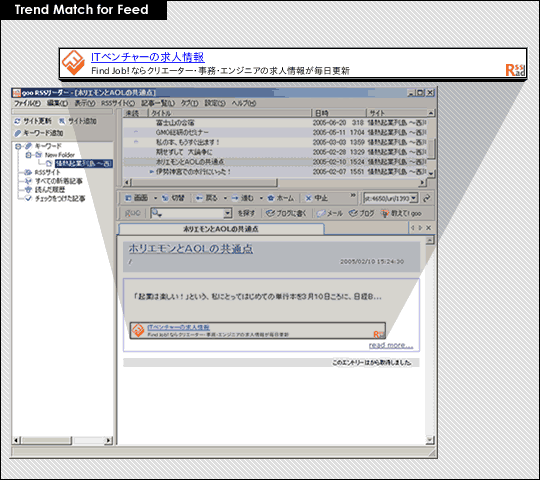 Trend Match for Feed
ITベンチャーの求人情報
Find Job!ならクリエーター・事務・エンジニアの求人情報が毎日更新
Rss
ad
goo RSSリーダー - [ホリエモンとAOLの共通点]
ファイル(F) 編集(E) 表示(V) RSSサイト(C) 記事一覧(L) タグ(T) 設定(S) ヘルプ(H)
サイト更新 サイト追加
キーワード追加
キーワード
New Folder
情熱起業列島 ～西川
RSSサイト
すべての新着記事
読んだ履歴
チェックをつけた記事
未読 タイトル 日時 サイト
富士山の合宿 2005-06-20 3:18 情熱起業列島 ～西川
GMO総研のセミナー 2005-05-11 17:04 情熱起業列島 ～西川
私の本、もうすぐ出ます！ 2005-03-03 13:59 情熱起業列島 ～西川
期せずして 大論争に 2005-02-28 13:29 情熱起業列島 ～西川
ホリエモンとAOLの共通点 2005-02-10 15:24 情熱起業列島 ～西川
伊勢神宮での水行にいった！ 2005-02-07 15:51 情熱起業列島 ～西川
画面 切替 戻る 進む ホーム 中止
を探す ブログに書く メール ブログ 教えて!goo
ホリエモンとAOLの共通点
ホリエモンとAOLの共通点
/ 2005/02/10 15:24:30
「起業は楽しい！」という、私にとってはじめての単行本を3月10日ころに、日経B...
ITベンチャーの求人情報
Find Job!ならクリエーター・事務・エンジニアの求人情報が毎日更新
read more...
このエントリーはから取得しました。